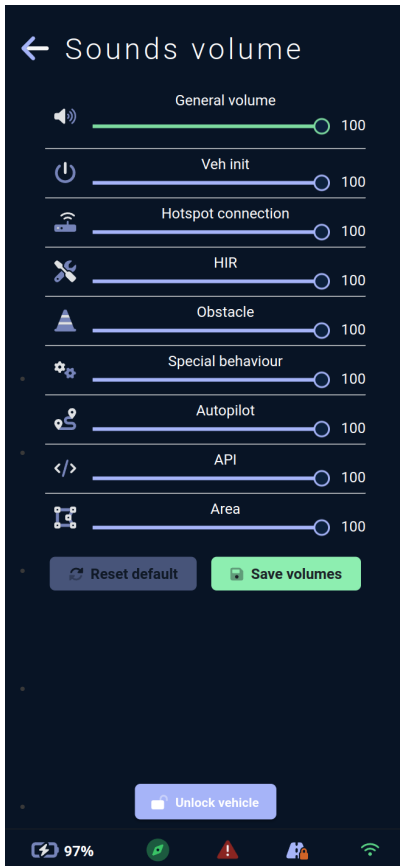 Sounds volume
General volume
100
Veh init
100
Hotspot connection
100
HIR
100
Obstacle
100
Special behaviour
100
Autopilot
100
API
100
Area
100
Reset default
Save volumes
Unlock vehicle
97%